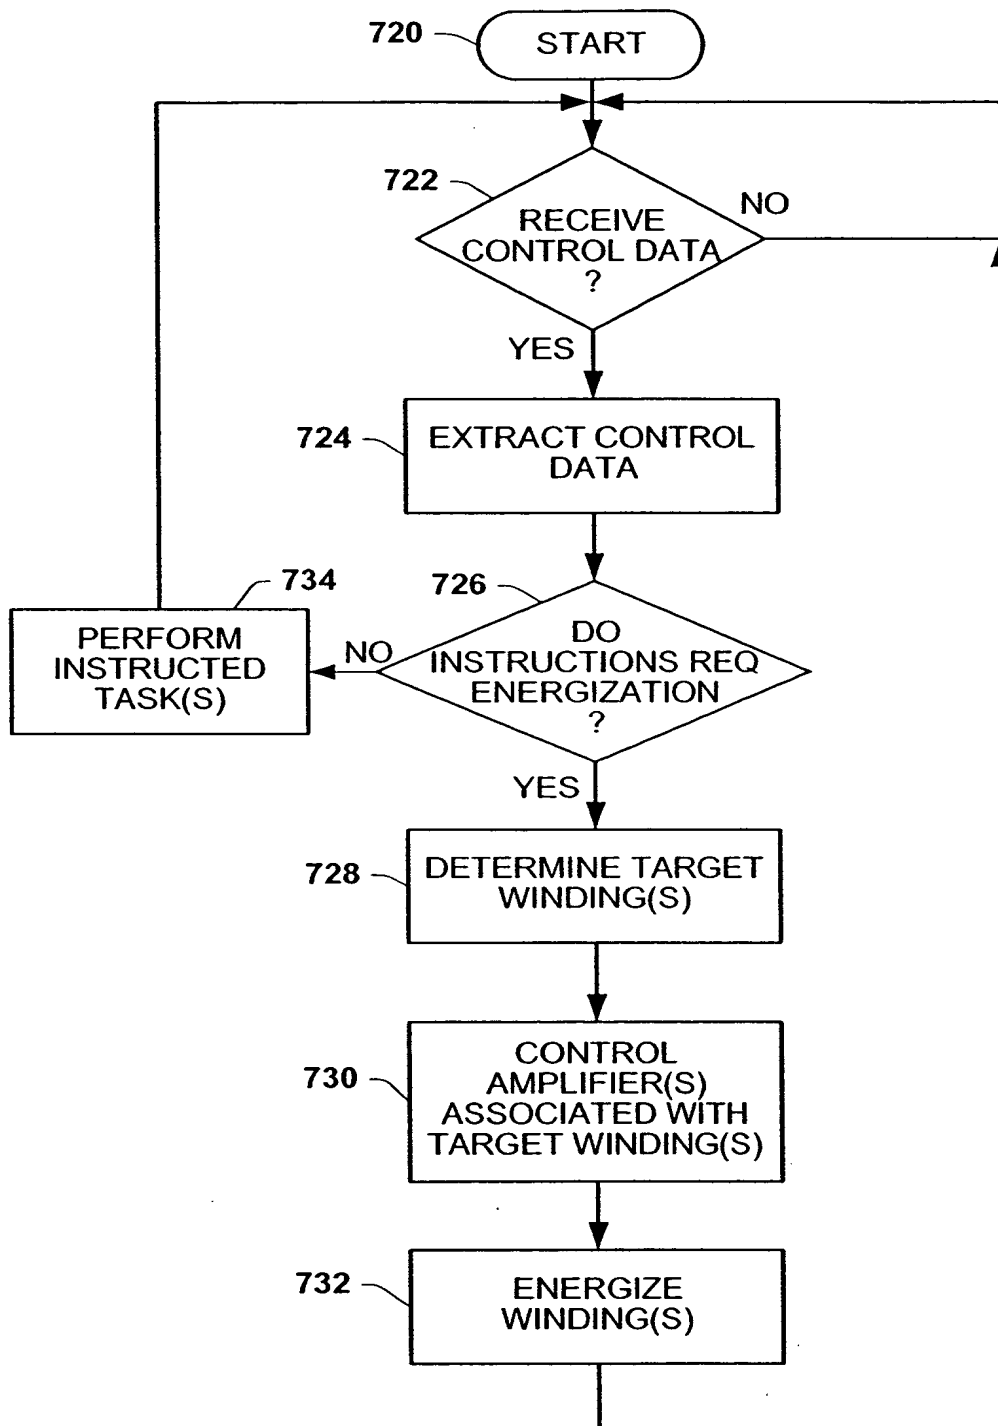 720
START
722
RECEIVE
CONTROL DATA
?
NO
YES
724
EXTRACT CONTROL
DATA
734
PERFORM
INSTRUCTED
TASK(S)
726
NO
DO
INSTRUCTIONS REQ
ENERGIZATION
?
YES
728
DETERMINE TARGET
WINDING(S)
730
CONTROL
AMPLIFIER(S)
ASSOCIATED WITH
TARGET WINDING(S)
732
ENERGIZE
WINDING(S)